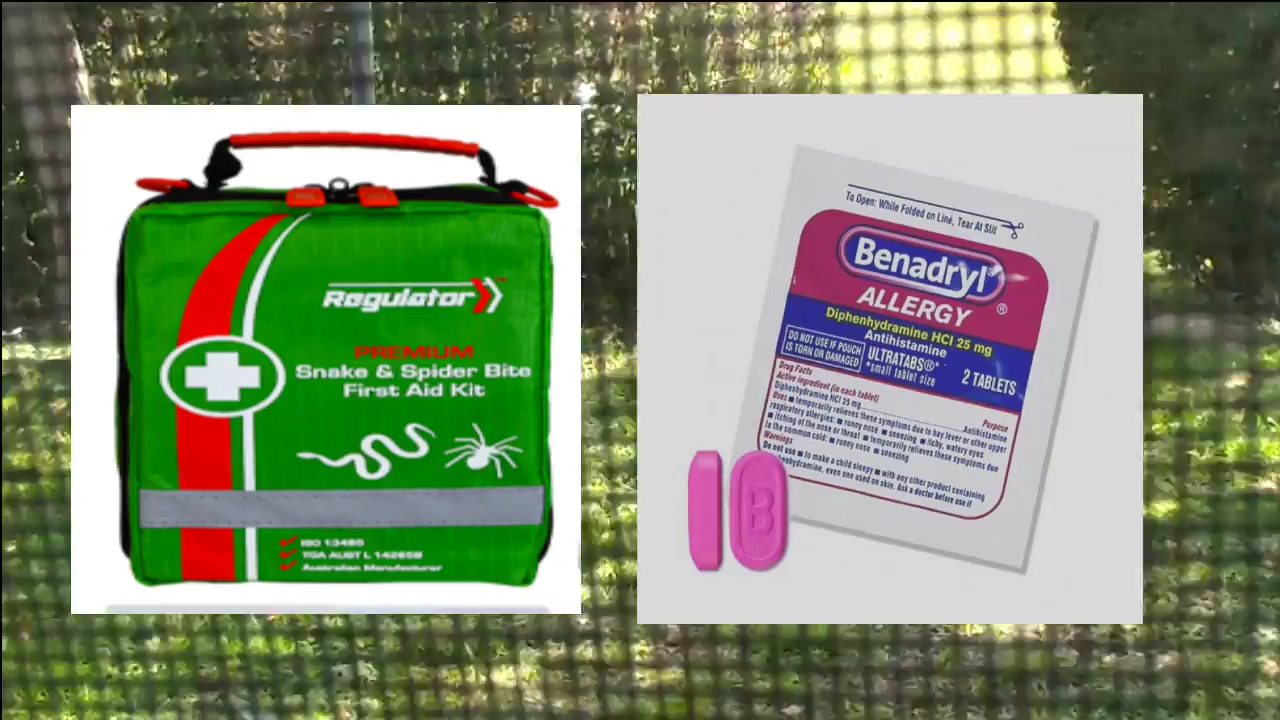 Regulator
PREMIUM
Snake & Spider Bite
First Aid Kit
ISO 13485
TGA AUST L 142658
Australian Manufacturer
To Open: While Folded on Line, Tear At Slit
Benadryl®
ALLERGY®
Diphenhydramine HCl 25 mg
Antihistamine
DO NOT USE IF POUCH
IS TORN OR DAMAGED
ULTRATABS®*
*small tablet size
2 TABLETS
Drug Facts
Active ingredient (in each tablet)
Purpose
Diphenhydramine HCl 25 mg
Antihistamine
Uses ■ temporarily relieves these symptoms due to hay fever or other upper
respiratory allergies: ■ runny nose ■ sneezing ■ itchy, watery eyes
■ itching of the nose or throat ■ temporarily relieves these symptoms due
to the common cold: ■ runny nose ■ sneezing
Warnings
Do not use ■ to make a child sleepy ■ with any other product containing
diphenhydramine, even one used on skin. Ask a doctor before use if
B